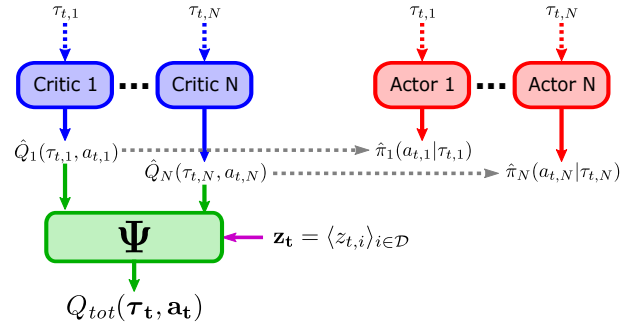 τ_{t,1} τ_{t,N} τ_{t,1} τ_{t,N}
Critic 1 ... Critic N Actor 1 ... Actor N
Q̂_1(τ_{t,1}, a_{t,1}) π̂_1(a_{t,1}|τ_{t,1})
Q̂_N(τ_{t,N}, a_{t,N}) π̂_N(a_{t,N}|τ_{t,N})
Ψ z_t = ⟨z_{t,i}⟩_{i∈𝒟}
Q_{tot}(τ_t, a_t)